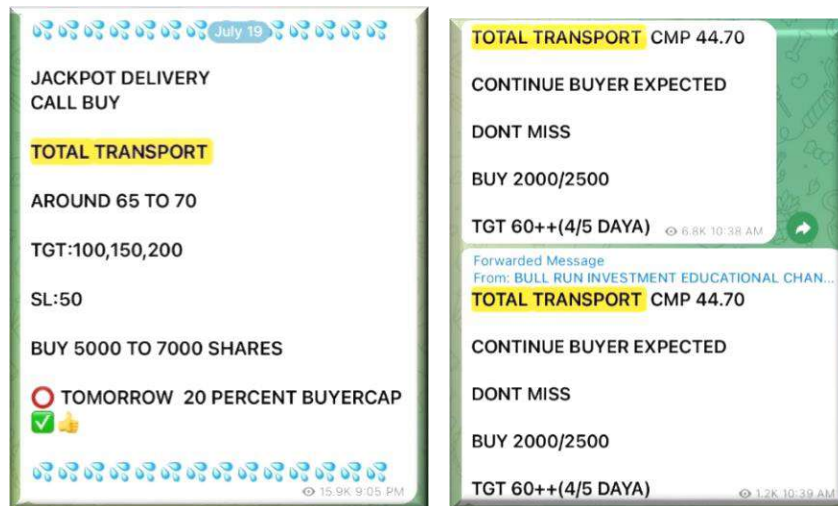 July 19
JACKPOT DELIVERY
CALL BUY
TOTAL TRANSPORT
AROUND 65 TO 70
TGT:100,150,200
SL:50
BUY 5000 TO 7000 SHARES
TOMORROW 20 PERCENT BUYERCAP
15.9K 9:05 PM
TOTAL TRANSPORT CMP 44.70
CONTINUE BUYER EXPECTED
DONT MISS
BUY 2000/2500
TGT 60++(4/5 DAYA)
6.8K 10:38 AM
Forwarded Message
From: BULL RUN INVESTMENT EDUCATIONAL CHAN...
TOTAL TRANSPORT CMP 44.70
CONTINUE BUYER EXPECTED
DONT MISS
BUY 2000/2500
TGT 60++(4/5 DAYA)
1.2K 10:39 AM